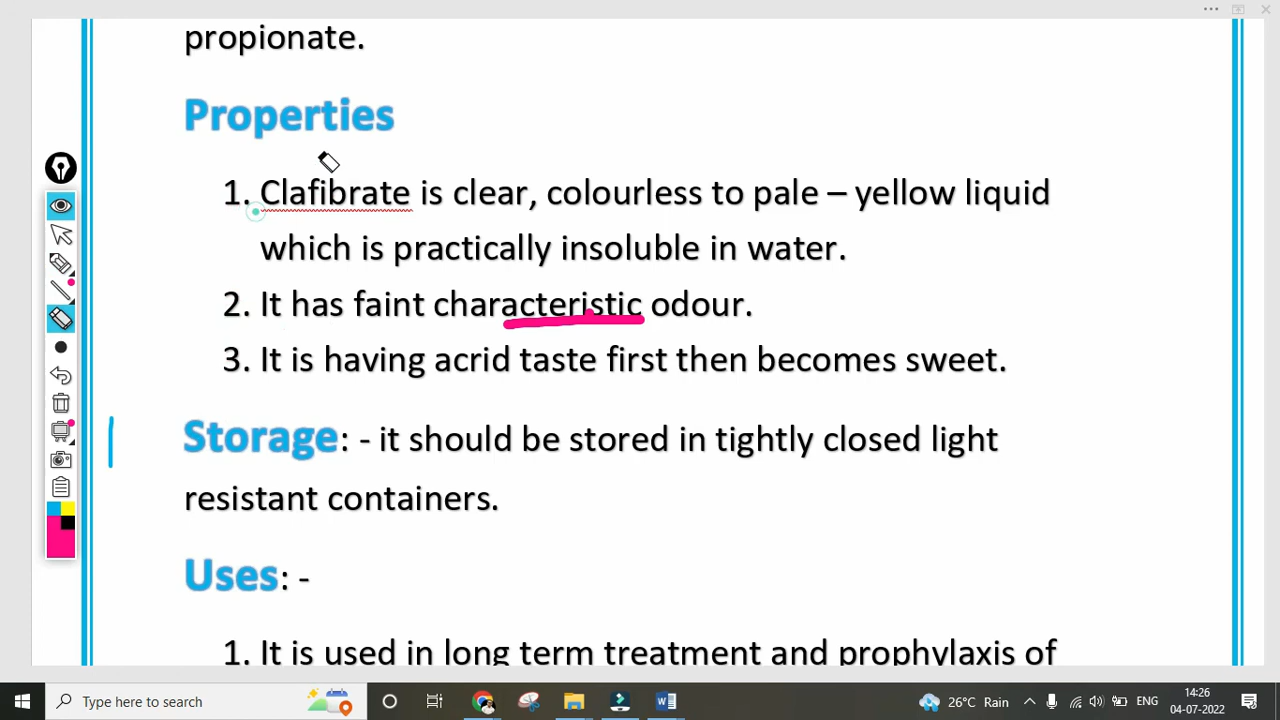 propionate.
Properties
1. Clafibrate is clear, colourless to pale – yellow liquid
which is practically insoluble in water.
2. It has faint characteristic odour.
3. It is having acrid taste first then becomes sweet.
Storage: - it should be stored in tightly closed light
resistant containers.
Uses: -
1. It is used in long term treatment and prophylaxis of
Type here to search
26°C Rain
ENG
14:26
04-07-2022